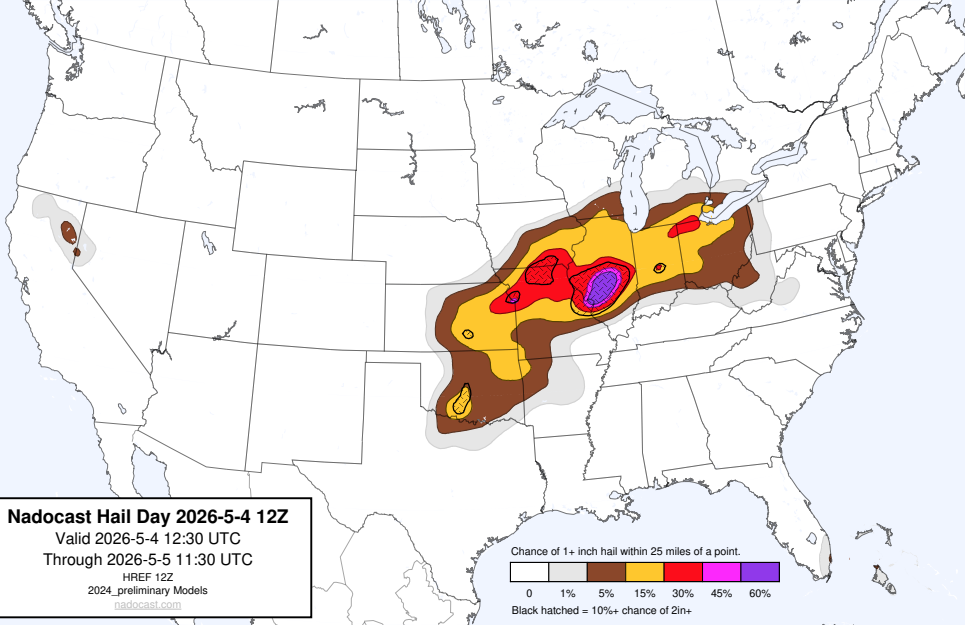 Nadocast Hail Day 2026-5-4 12Z
Valid 2026-5-4 12:30 UTC
Through 2026-5-5 11:30 UTC
HREF 12Z
2024_preliminary Models
nadocast.com
Chance of 1+ inch hail within 25 miles of a point.
0 1% 5% 15% 30% 45% 60%
Black hatched = 10%+ chance of 2in+